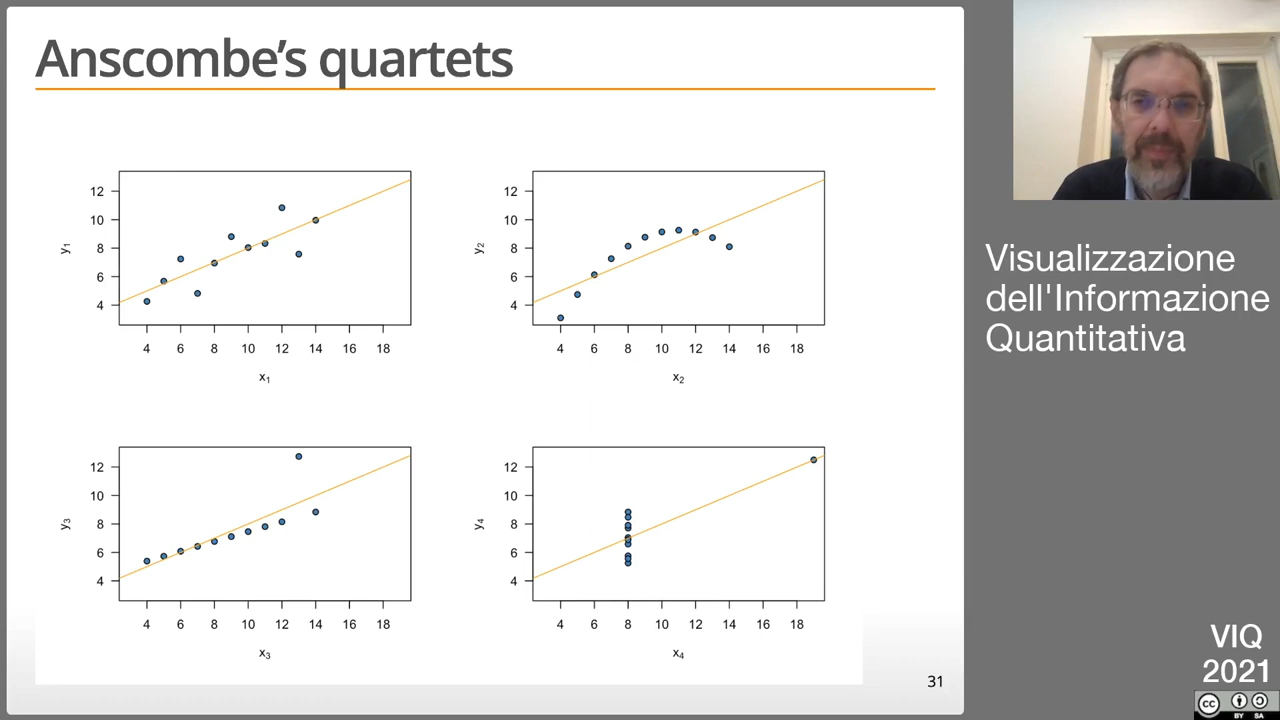 Anscombe's quartets
12
10
8
6
4
y1
4 6 8 10 12 14 16 18
x1
12
10
8
6
4
y2
4 6 8 10 12 14 16 18
x2
12
10
8
6
4
y3
4 6 8 10 12 14 16 18
x3
12
10
8
6
4
y4
4 6 8 10 12 14 16 18
x4
31
Visualizzazione
dell'Informazione
Quantitativa
VIQ
2021
cc
BY SA